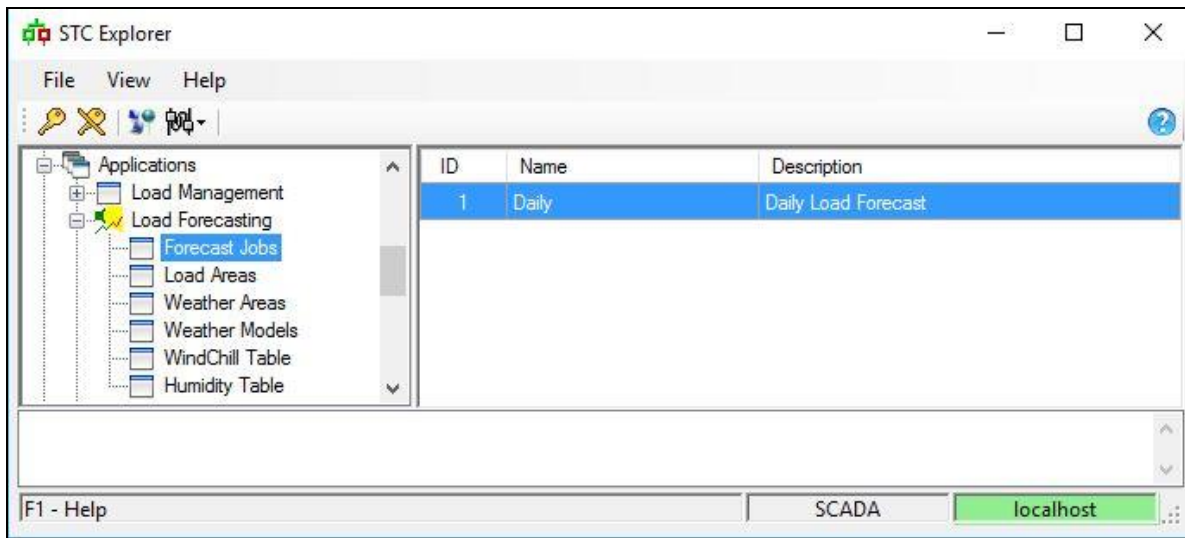 STC Explorer
File View Help
Applications
Load Management
Load Forecasting
Forecast Jobs
Load Areas
Weather Areas
Weather Models
WindChill Table
Humidity Table
ID Name Description
1 Daily Daily Load Forecast
F1 - Help SCADA localhost